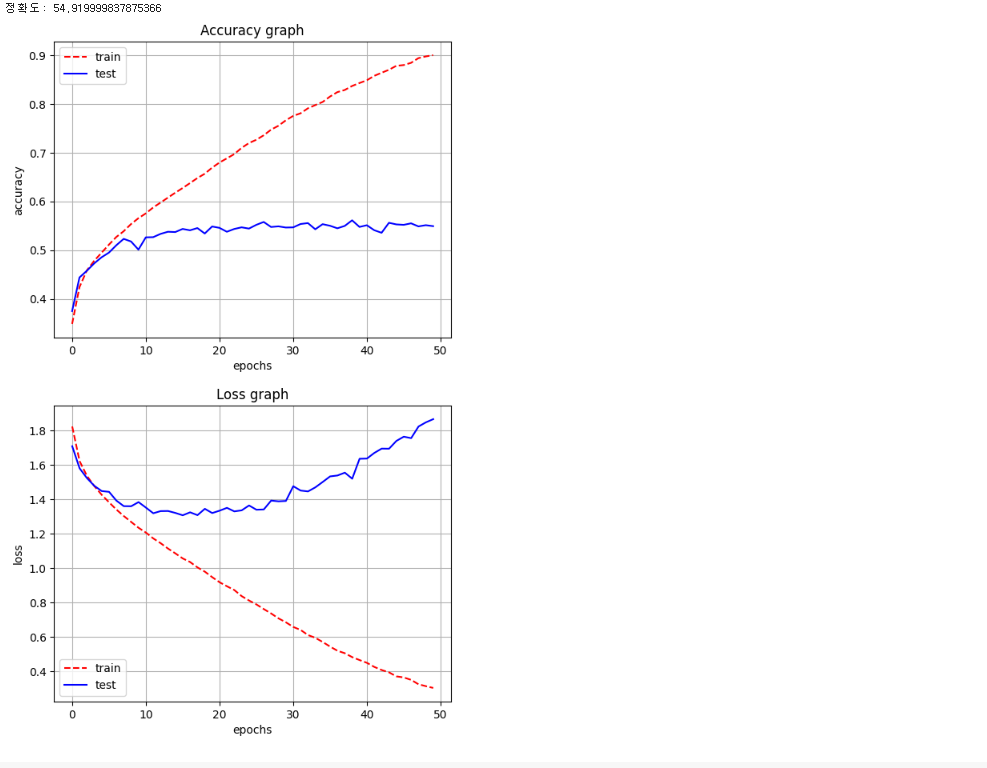 정확도: 54.919999837875366
Accuracy graph
train
test
0.9
0.8
0.7
0.6
0.5
0.4
accuracy
0 10 20 30 40 50
epochs
Loss graph
1.8
1.6
1.4
1.2
1.0
0.8
0.6
0.4
loss
train
test
0 10 20 30 40 50
epochs